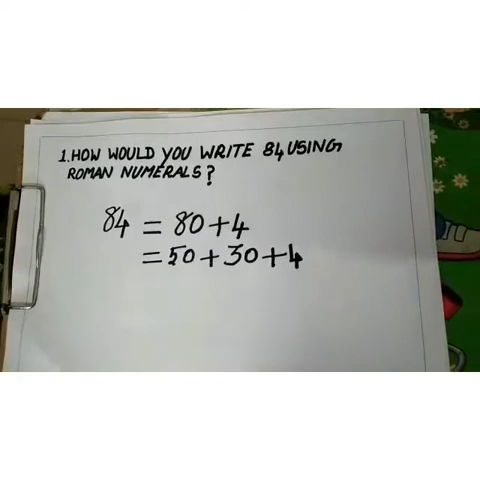 1.HOW WOULD YOU WRITE 84 USING
ROMAN NUMERALS?
84 = 80+4
= 50+30+4